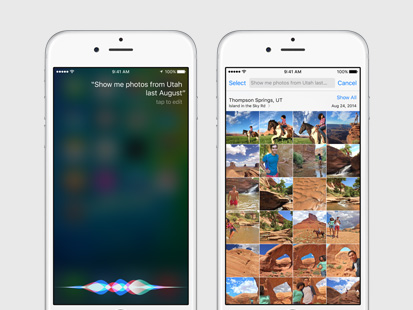 9:41 AM
100%
"Show me photos from Utah
last August"
tap to edit
9:41 AM
100%
Select
Show me photos from Utah last...
Cancel
Thompson Springs, UT
Show All
Island in the Sky Rd
Aug 24, 2014